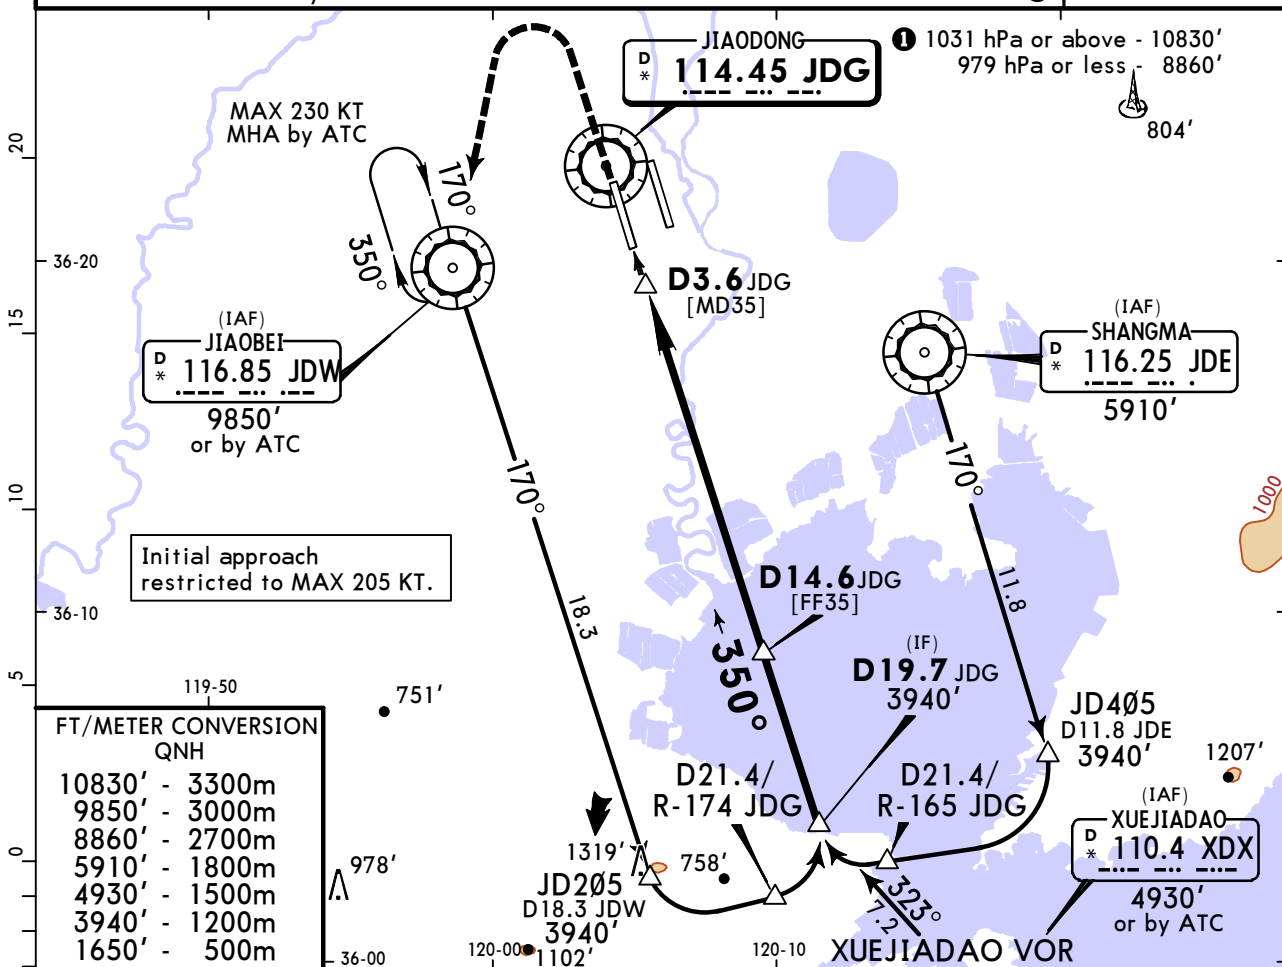 JIAODONG
D
* 114.45 JDG
❶ 1031 hPa or above - 10830'
979 hPa or less - 8860'
804'
MAX 230 KT
MHA by ATC
20
170°
350°
36-20
D3.6 JDG
[MD35]
(IAF)
JIAOBEI
D
* 116.85 JDW
9850'
or by ATC
15
(IAF)
SHANGMA
D
* 116.25 JDE
5910'
170°
170°
10
1000
Initial approach
restricted to MAX 205 KT.
D14.6 JDG
[FF35]
11.8
18.3
36-10
(IF)
D19.7 JDG
3940'
350°
5
119-50
751'
JD4Ø5
D11.8 JDE
3940'
1207'
FT/METER CONVERSION
QNH
10830' - 3300m
9850' - 3000m
8860' - 2700m
5910' - 1800m
4930' - 1500m
3940' - 1200m
1650' - 500m
D21.4/
R-174 JDG
D21.4/
R-165 JDG
(IAF)
XUEJIADAO
D
* 110.4 XDX
4930'
or by ATC
0
978'
1319'
758'
JD2Ø5
D18.3 JDW
3940'
1102'
323°
7.2
XUEJIADAO VOR
36-00
120-00
120-10